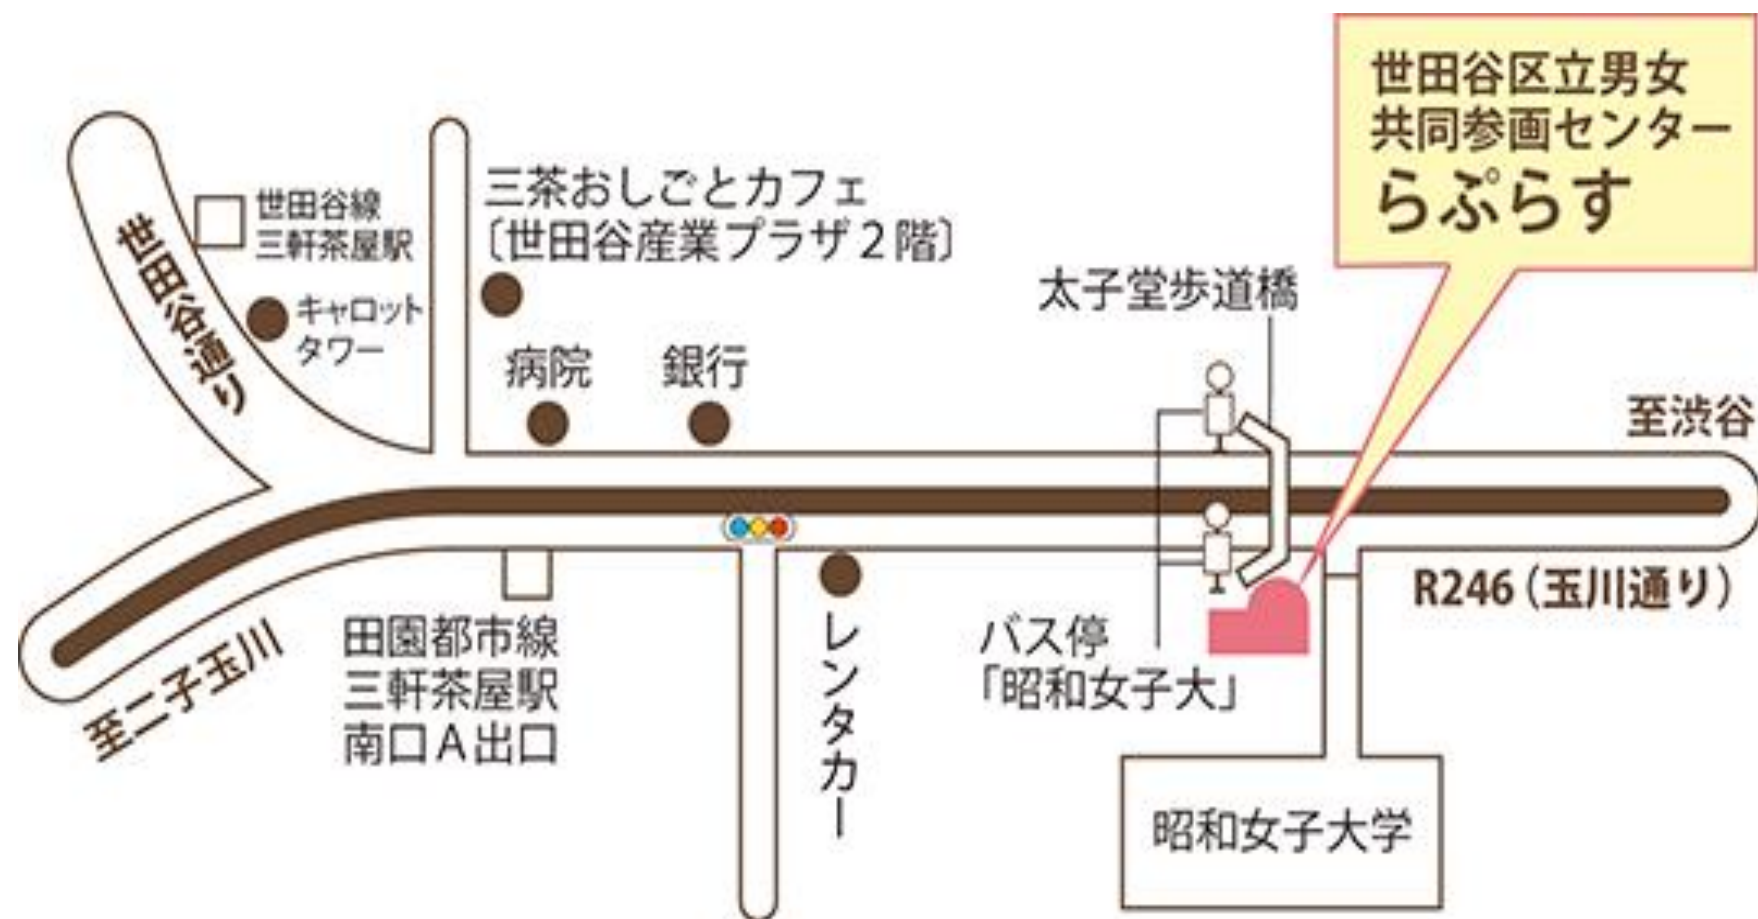 世田谷区立男女
共同参画センター
らぷらす
世田谷線
三軒茶屋駅
三茶おしごとカフェ
〔世田谷産業プラザ2階〕
世田谷通り
キャロット
タワー
太子堂歩道橋
病院
銀行
至渋谷
R246(玉川通り)
至二子玉川
田園都市線
三軒茶屋駅
南口A出口
レンタカー
バス停
「昭和女子大」
昭和女子大学